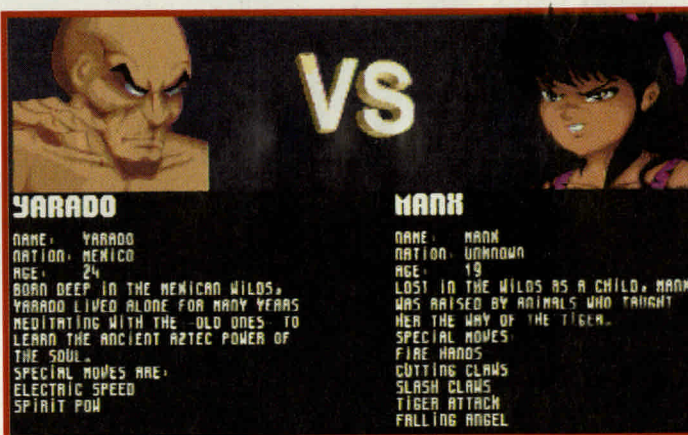 VS
YARADO
NAME: YARADO
NATION: MEXICO
AGE: 24
BORN DEEP IN THE MEXICAN WILDS,
YARADO LIVED ALONE FOR MANY YEARS
MEDITATING WITH THE -OLD ONES- TO
LEARN THE ANCIENT AZTEC POWER OF
THE SOUL.
SPECIAL MOVES ARE:
ELECTRIC SPEED
SPIRIT POW
MANX
NAME: MANX
NATION: UNKNOWN
AGE: 19
LOST IN THE WILDS AS A CHILD, MANX
WAS RAISED BY ANIMALS WHO TAUGHT
HER THE WAY OF THE TIGER.
SPECIAL MOVES:
FIRE HANDS
CUTTING CLAWS
SLASH CLAWS
TIGER ATTACK
FALLING ANGEL